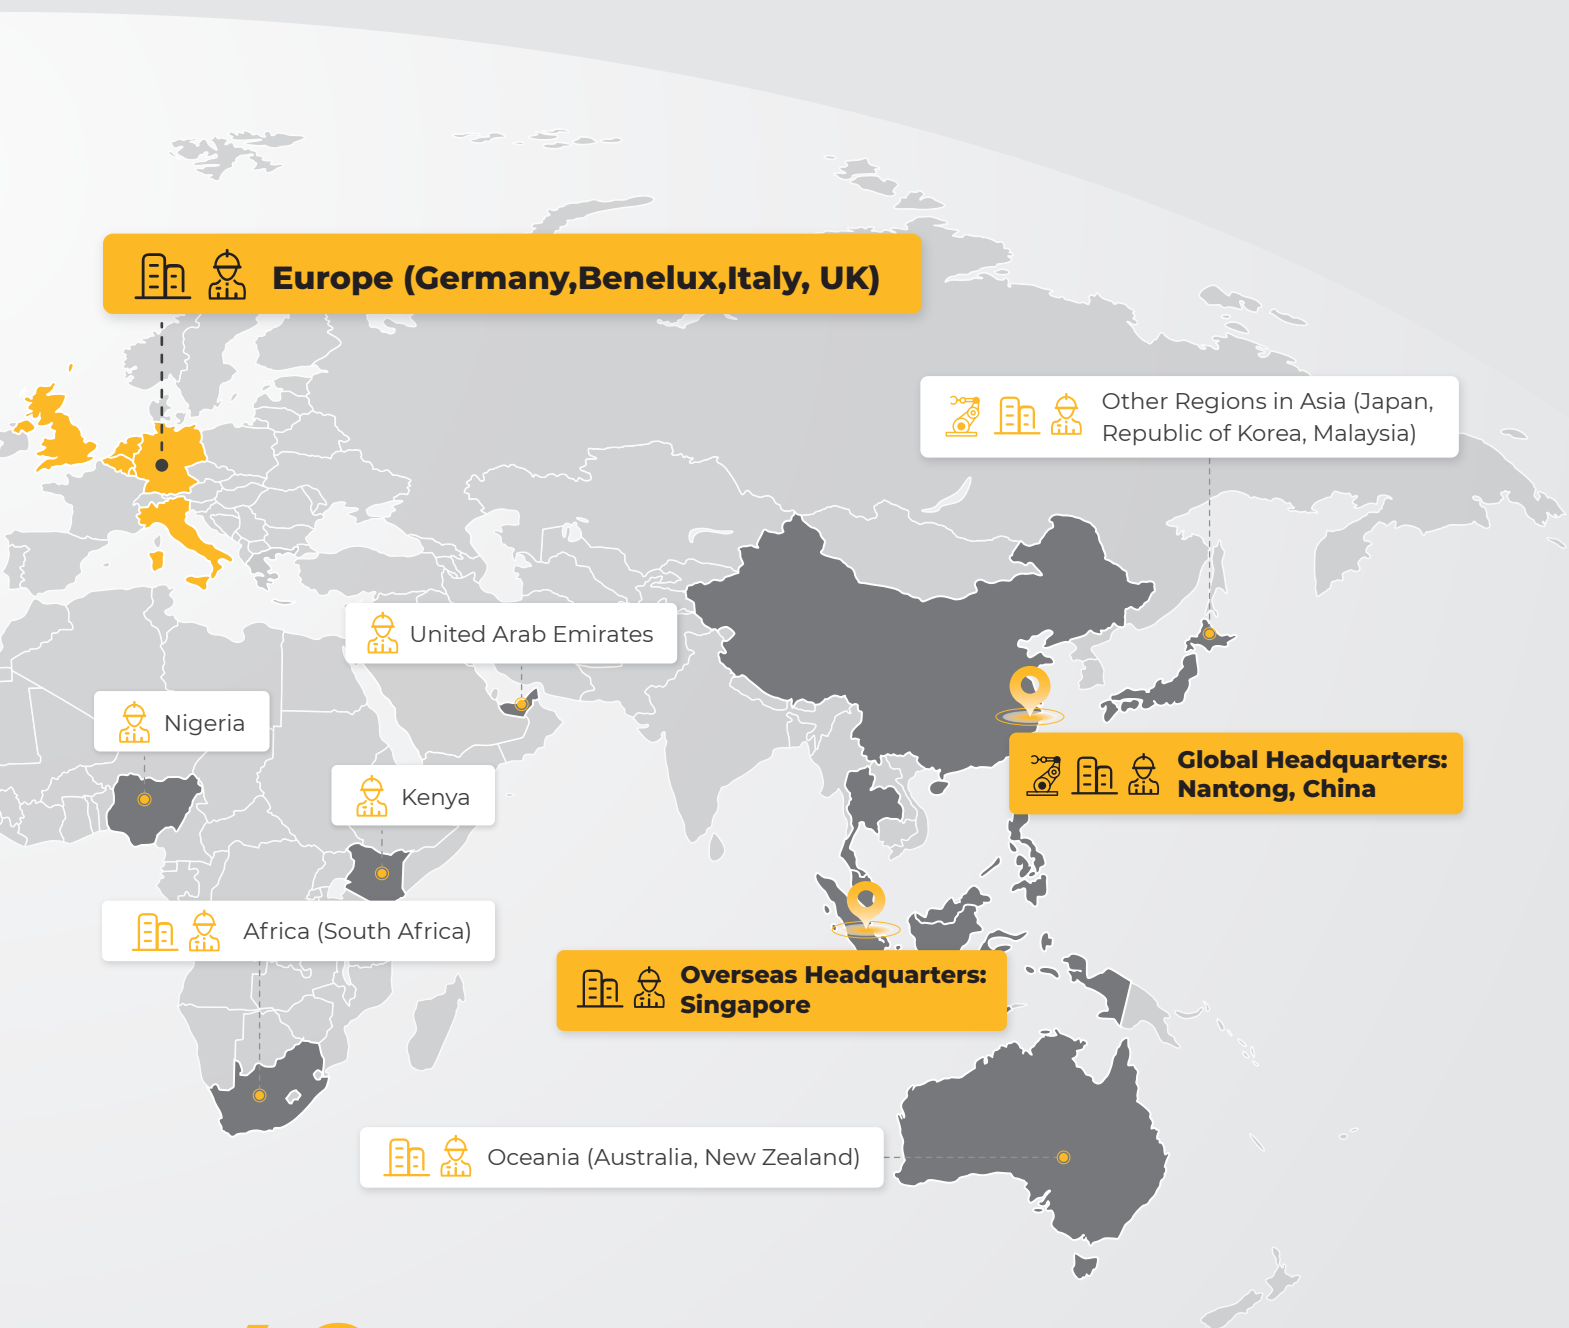 Europe (Germany,Benelux,Italy, UK)
Other Regions in Asia (Japan,
Republic of Korea, Malaysia)
United Arab Emirates
Nigeria
Kenya
Global Headquarters:
Nantong, China
Africa (South Africa)
Overseas Headquarters:
Singapore
Oceania (Australia, New Zealand)